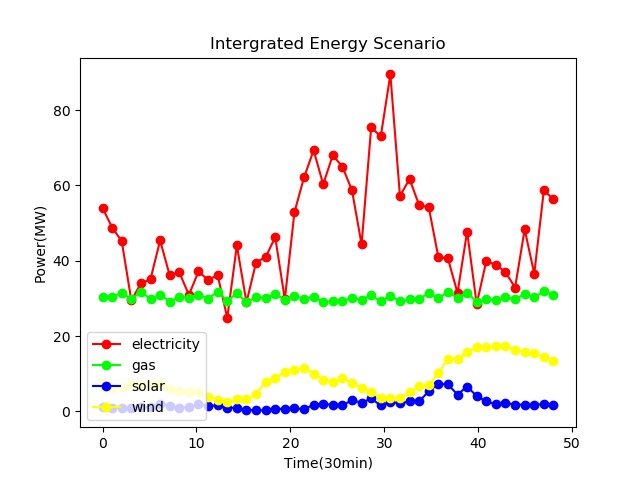 Intergrated Energy Scenario
Power(MW)
80
60
40
20
0
electricity
gas
solar
wind
0 10 20 30 40 50
Time(30min)